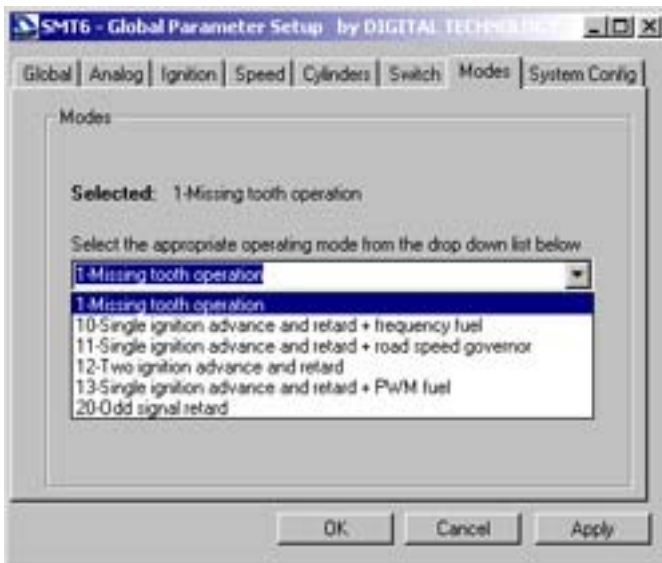 SMT6 - Global Parameter Setup by DIGITAL TECHNOLOGY
Global Analog Ignition Speed Cylinders Switch Modes System Config
Modes
Selected: 1-Missing tooth operation
Select the appropriate operating mode from the drop down list below
1-Missing tooth operation
1-Missing tooth operation
10-Single ignition advance and retard + frequency fuel
11-Single ignition advance and retard + road speed governor
12-Two ignition advance and retard
13-Single ignition advance and retard + PWM fuel
20-Odd signal retard
OK Cancel Apply